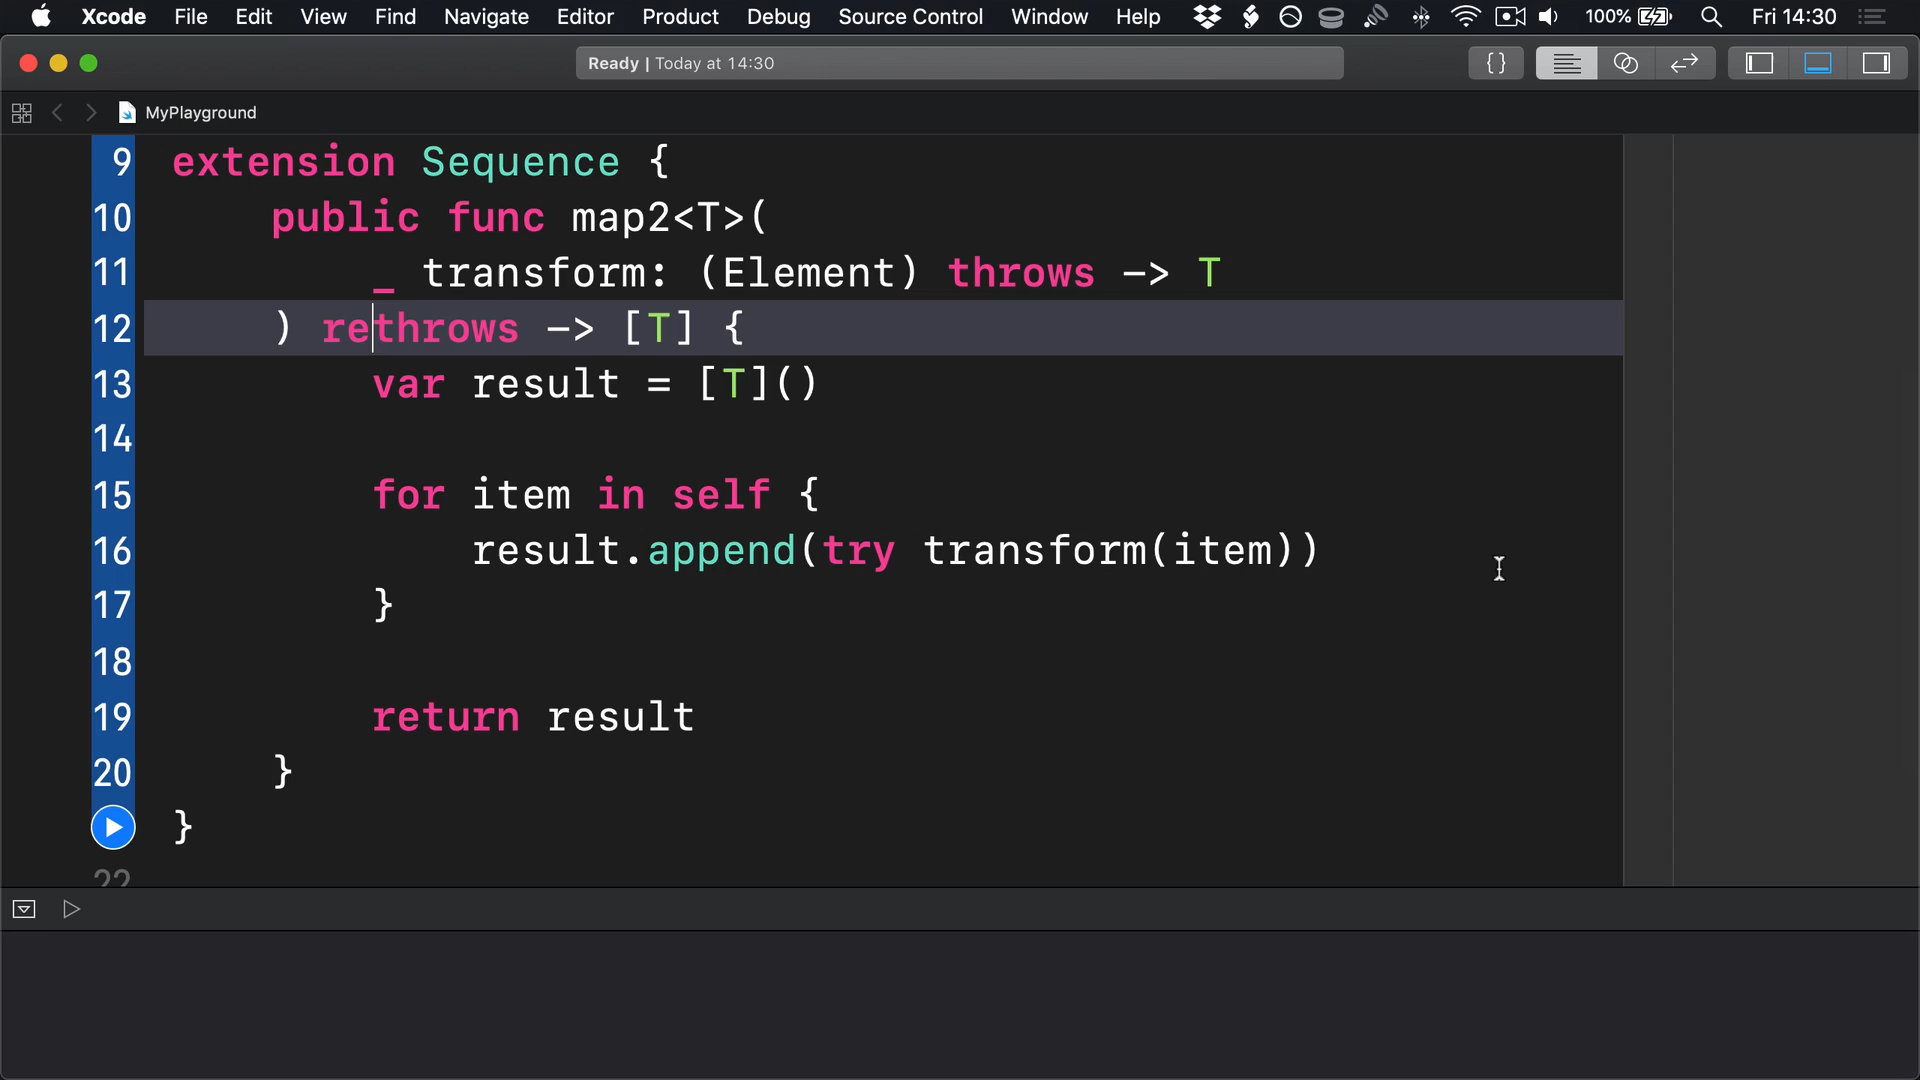 Xcode File Edit View Find Navigate Editor Product Debug Source Control Window Help 100% Fri 14:30
Ready | Today at 14:30 {}
MyPlayground
9 extension Sequence {
10 public func map2<T>(
11 _ transform: (Element) throws -> T
12 ) rethrows -> [T] {
13 var result = [T]()
14
15 for item in self {
16 result.append(try transform(item))
17 }
18
19 return result
20 }
}
22